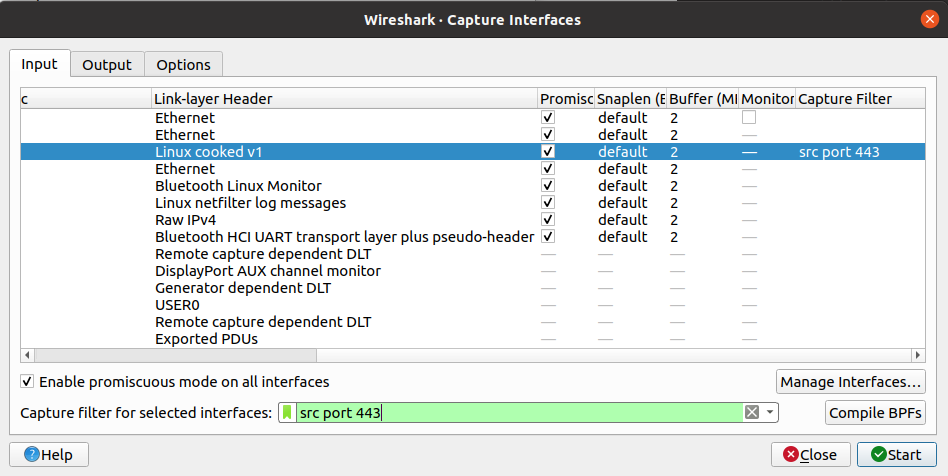 Wireshark · Capture Interfaces
Input Output Options
c Link-layer Header Promisc Snaplen (B Buffer (MI Monitor Capture Filter
Ethernet default 2
Ethernet default 2 —
Linux cooked v1 default 2 — src port 443
Ethernet default 2 —
Bluetooth Linux Monitor default 2 —
Linux netfilter log messages default 2 —
Raw IPv4 default 2 —
Bluetooth HCI UART transport layer plus pseudo-header default 2 —
Remote capture dependent DLT — — — —
DisplayPort AUX channel monitor — — — —
Generator dependent DLT — — — —
USER0 — — — —
Remote capture dependent DLT — — — —
Exported PDUs — — — —
Enable promiscuous mode on all interfaces Manage Interfaces...
Capture filter for selected interfaces: src port 443 Compile BPFs
Help Close Start